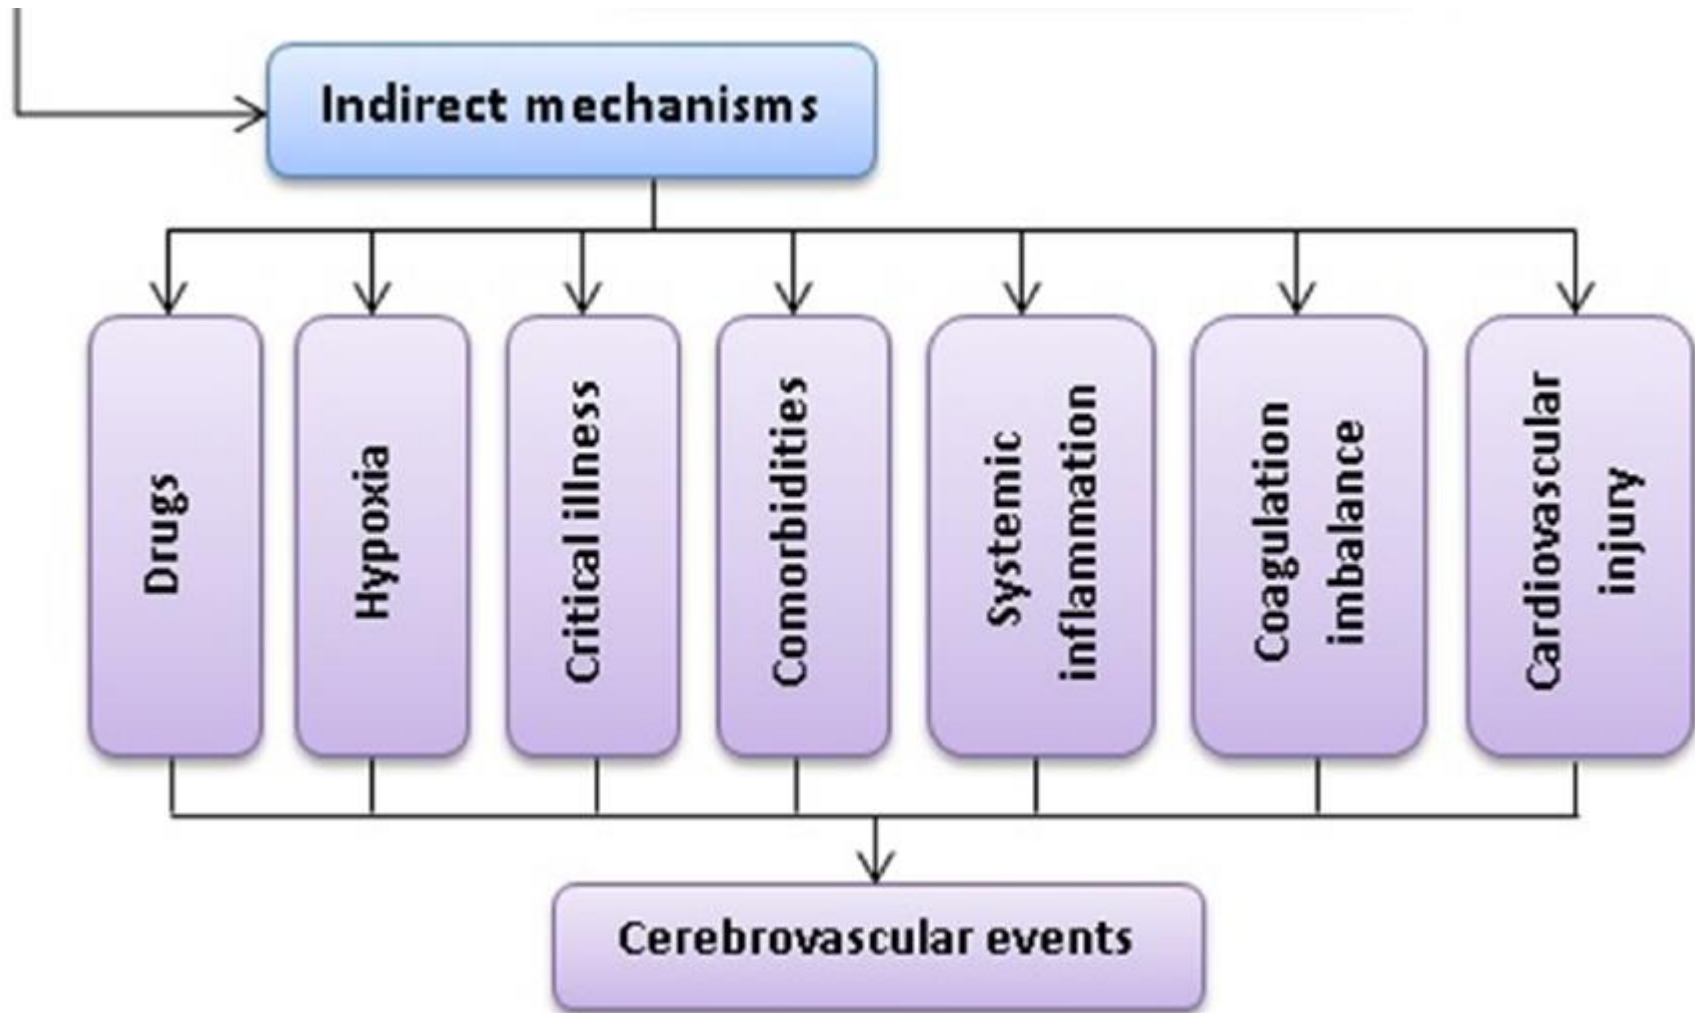 Indirect mechanisms
Drugs
Hypoxia
Critical illness
Comorbidities
Systemic
inflammation
Coagulation
imbalance
Cardiovascular
injury
Cerebrovascular events